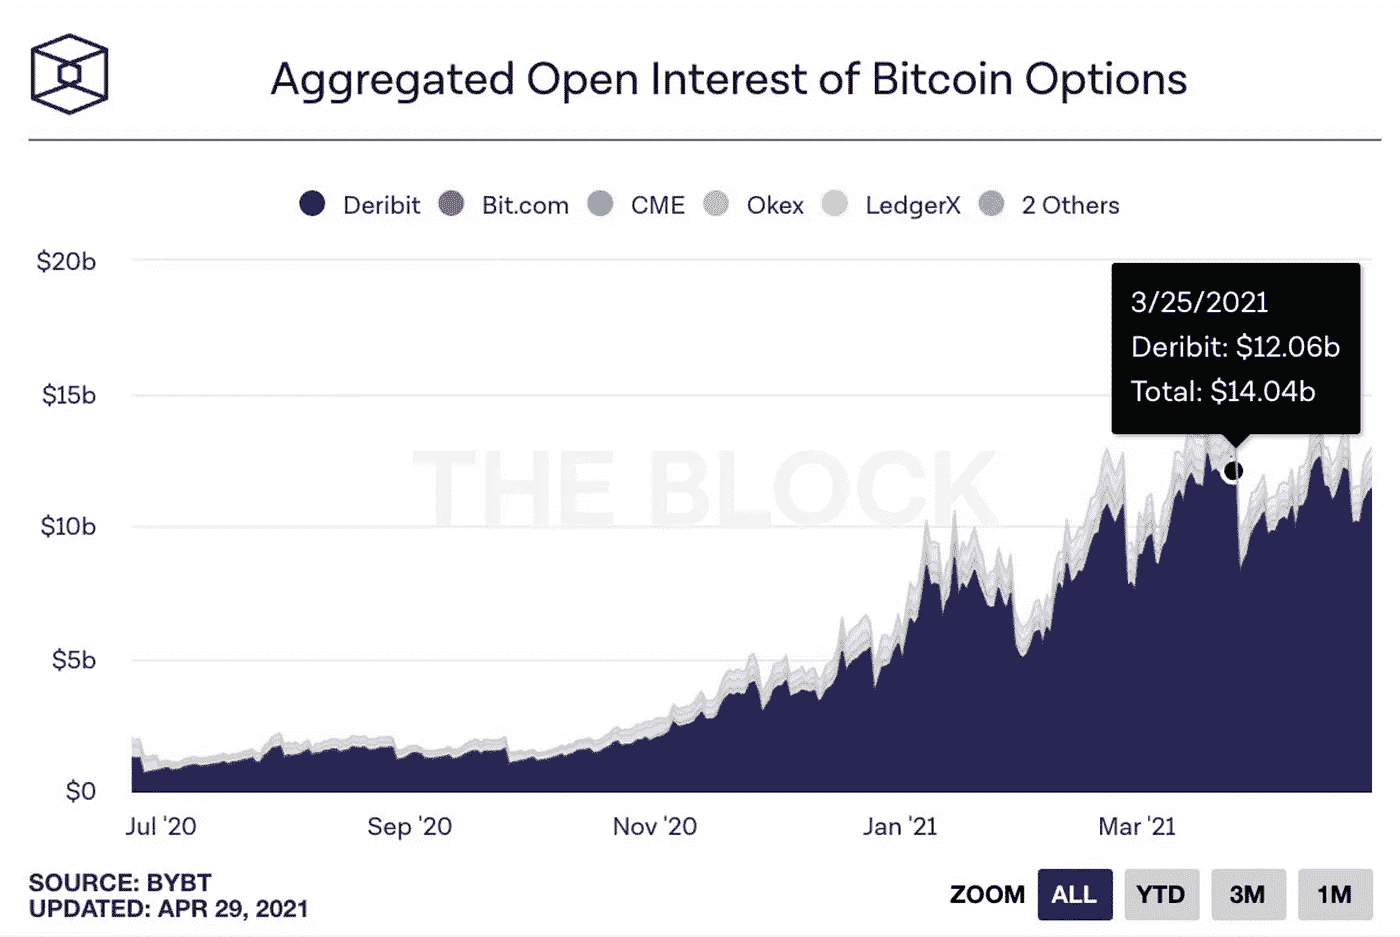 Aggregated Open Interest of Bitcoin Options
Deribit Bit.com CME Okex LedgerX 2 Others
$20b
$15b
$10b
$5b
$0
3/25/2021
Deribit: $12.06b
Total: $14.04b
THE BLOCK
Jul '20 Sep '20 Nov '20 Jan '21 Mar '21
SOURCE: BYBT
UPDATED: APR 29, 2021
ZOOM ALL YTD 3M 1M